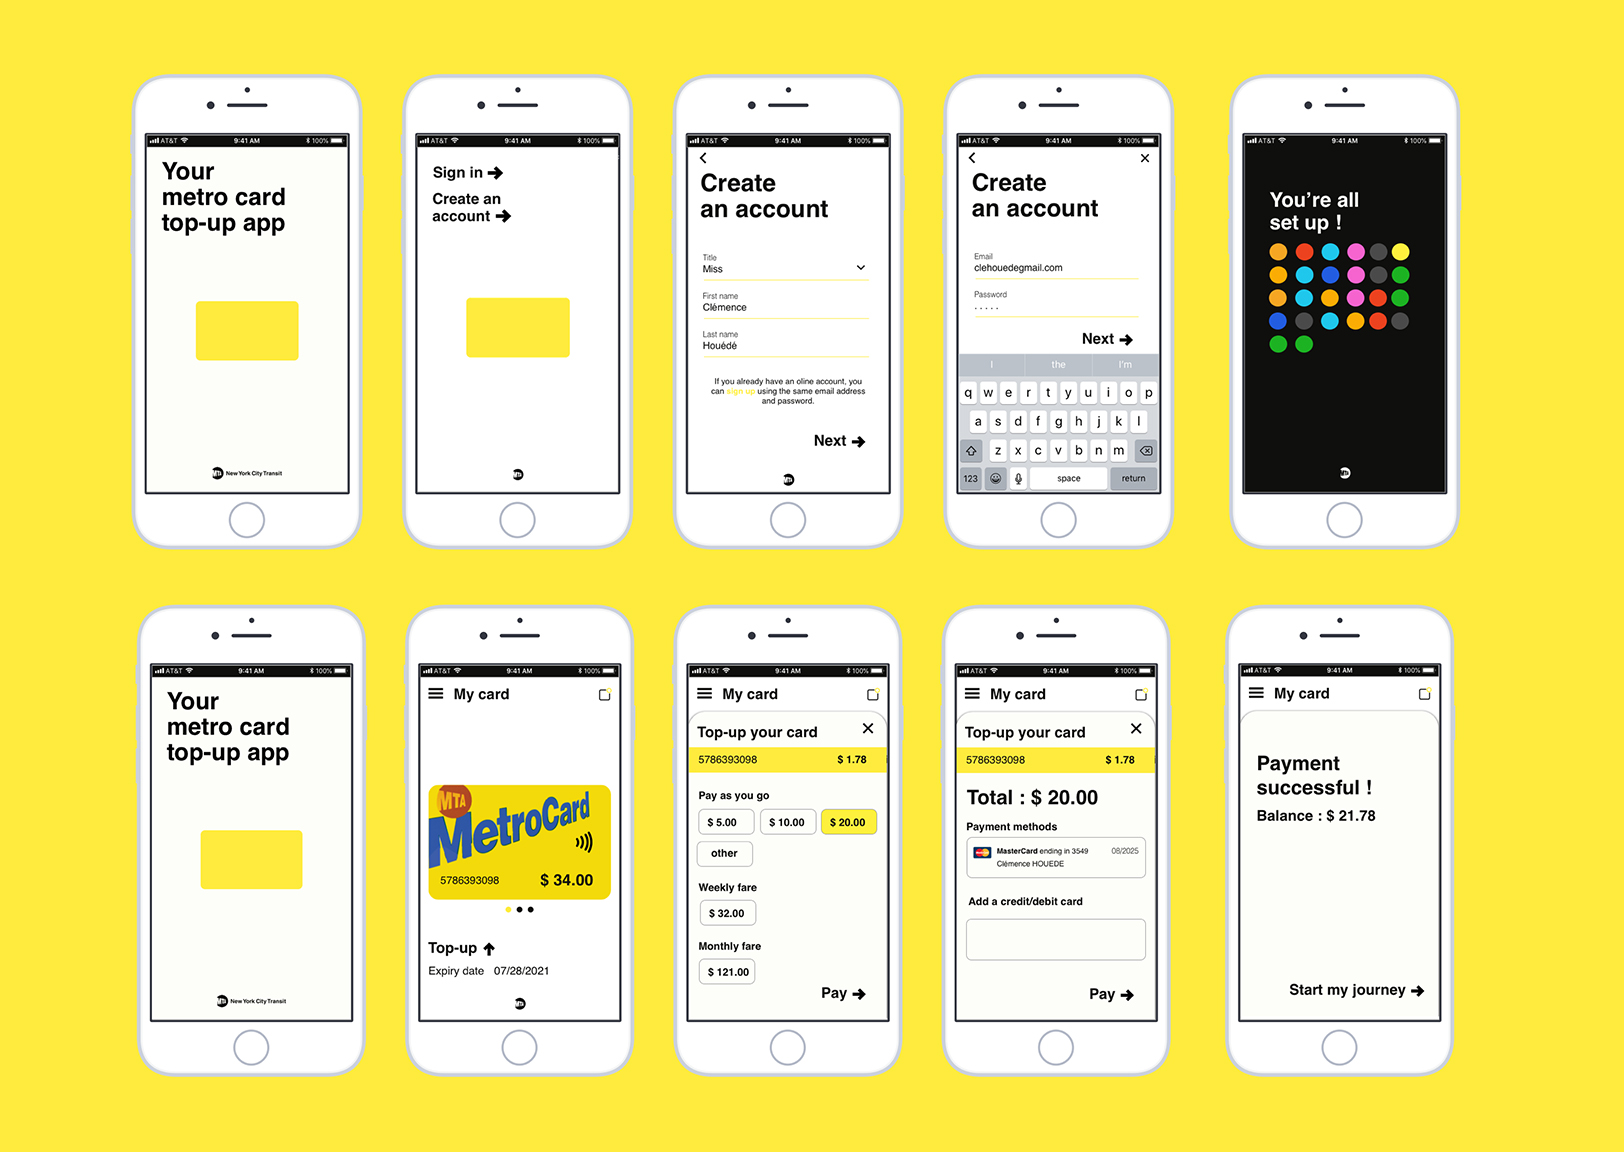 AT&T 9:41 AM 100%
Your
metro card
top-up app
MTA New York City Transit
AT&T 9:41 AM 100%
Sign in
Create an
account
MTA
AT&T 9:41 AM 100%
Create
an account
Title
Miss
First name
Clémence
Last name
Houédé
If you already have an oline account, you
can sign up using the same email address
and password.
Next
MTA
AT&T 9:41 AM 100%
Create
an account
Email
clehouedegmail.com
Password
.....
Next
I the I'm
q w e r t y u i o p
a s d f g h j k l
z x c v b n m
123 space return
AT&T 9:41 AM 100%
You're all
set up !
MTA
AT&T 9:41 AM 100%
Your
metro card
top-up app
MTA New York City Transit
AT&T 9:41 AM 100%
My card
MTA
MetroCard
5786393098 $ 34.00
Top-up
Expiry date 07/28/2021
MTA
AT&T 9:41 AM 100%
My card
Top-up your card
5786393098 $ 1.78
Pay as you go
$ 5.00 $ 10.00 $ 20.00
other
Weekly fare
$ 32.00
Monthly fare
$ 121.00
Pay
AT&T 9:41 AM 100%
My card
Top-up your card
5786393098 $ 1.78
Total : $ 20.00
Payment methods
MasterCard ending in 3549 08/2025
Clémence HOUEDE
Add a credit/debit card
Pay
AT&T 9:41 AM 100%
My card
Payment
successful !
Balance : $ 21.78
Start my journey